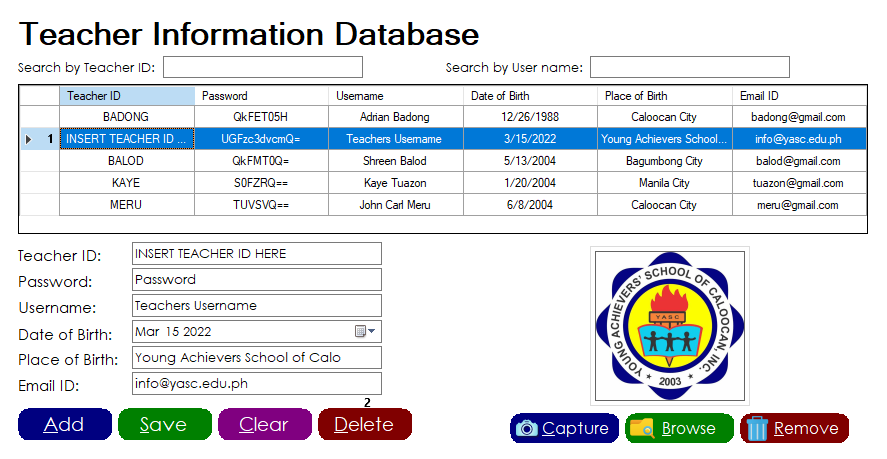 Teacher Information Database
Search by Teacher ID: Search by User name:
Teacher ID Password Username Date of Birth Place of Birth Email ID
BADONG QkFET05H Adrian Badong 12/26/1988 Caloocan City badong@gmail.com
1 INSERT TEACHER ID ... UGFzc3dvcmQ= Teachers Username 3/15/2022 Young Achievers School... info@yasc.edu.ph
BALOD QkFMT0Q= Shreen Balod 5/13/2004 Bagumbong City balod@gmail.com
KAYE S0FZRQ== Kaye Tuazon 1/20/2004 Manila City tuazon@gmail.com
MERU TUVSVQ== John Carl Meru 6/8/2004 Caloocan City meru@gmail.com
Teacher ID: INSERT TEACHER ID HERE
Password: Password
Username: Teachers Username
Date of Birth: Mar 15 2022
Place of Birth: Young Achievers School of Calo
Email ID: info@yasc.edu.ph
2
Add Save Clear Delete
YOUNG ACHIEVERS' SCHOOL OF CALOOCAN, INC.
YASC
2003
Capture Browse Remove